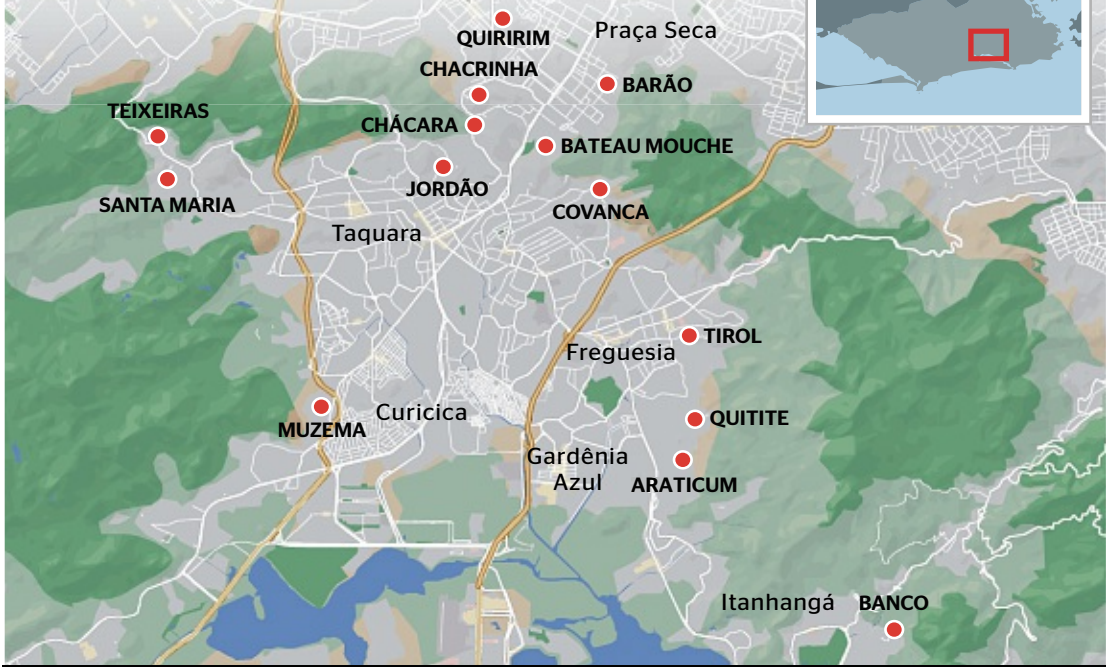 QUIRIRIM
Praça Seca
CHACRINHA
BARÃO
TEIXEIRAS
CHÁCARA
BATEAU MOUCHE
JORDÃO
SANTA MARIA
COVANCA
Taquara
TIROL
Freguesia
Curicica
QUITITE
MUZEMA
Gardênia
Azul
ARATICUM
Itanhangá
BANCO